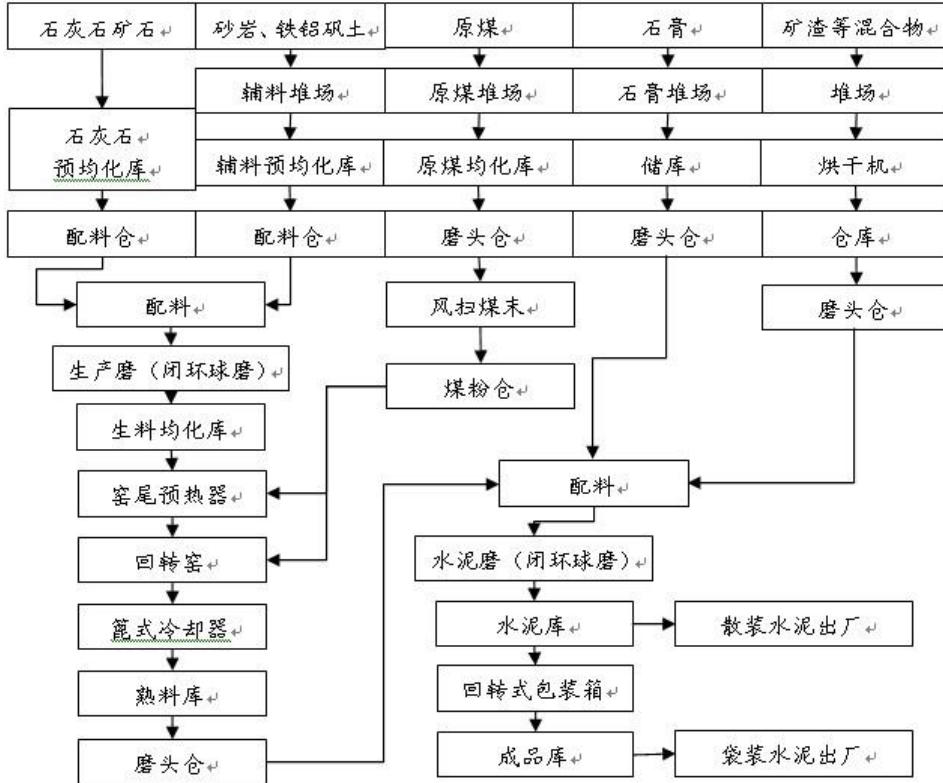 石灰石矿石
砂岩、铁铝矾土
原煤
石膏
矿渣等混合物
辅料堆场
原煤堆场
石膏堆场
堆场
石灰石
预均化库
辅料预均化库
原煤均化库
储库
烘干机
配料仓
配料仓
磨头仓
磨头仓
仓库
配料
风扫煤末
磨头仓
生产磨（闭环球磨）
煤粉仓
生料均化库
窑尾预热器
配料
回转窑
水泥磨（闭环球磨）
篦式冷却器
水泥库
散装水泥出厂
熟料库
回转式包装箱
磨头仓
成品库
袋装水泥出厂